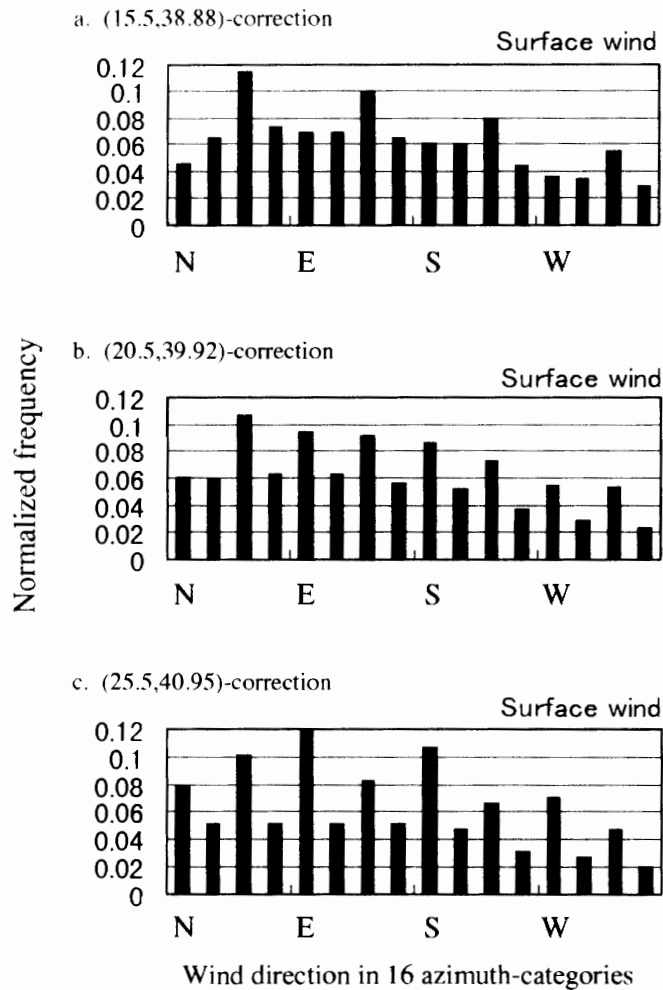 a. (15.5,38.88)-correction
Surface wind
0.12
0.1
0.08
0.06
0.04
0.02
0
N E S W
b. (20.5,39.92)-correction
Surface wind
0.12
0.1
0.08
0.06
0.04
0.02
0
N E S W
c. (25.5,40.95)-correction
Surface wind
0.12
0.1
0.08
0.06
0.04
0.02
0
N E S W
Normalized frequency
Wind direction in 16 azimuth-categories